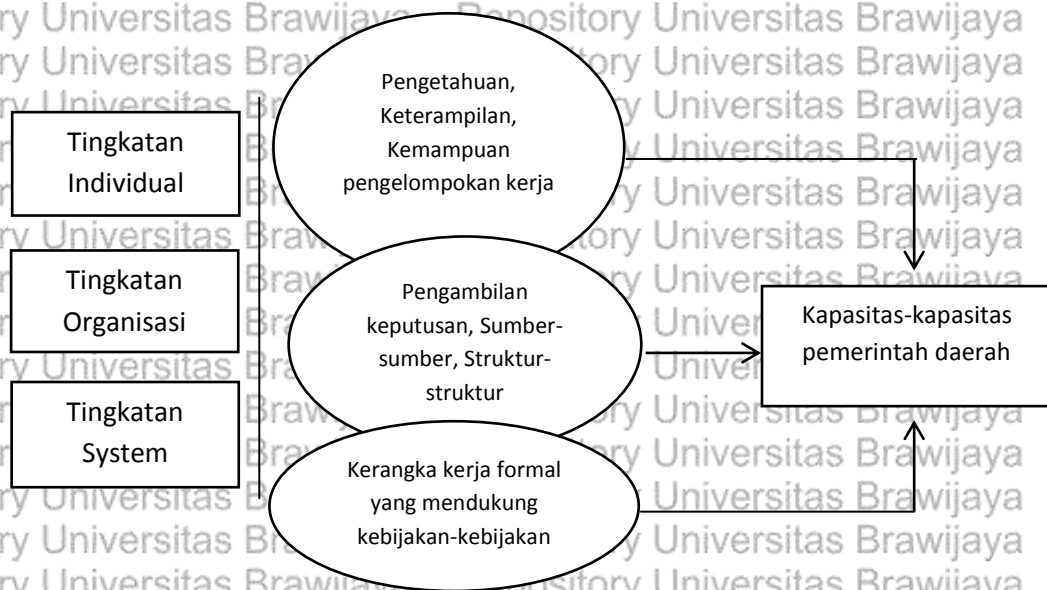 Tingkatan
Individual
Tingkatan
Organisasi
Tingkatan
System
Pengetahuan,
Keterampilan,
Kemampuan
pengelompokan kerja
Pengambilan
keputusan, Sumber-
sumber, Struktur-
struktur
Kerangka kerja formal
yang mendukung
kebijakan-kebijakan
Kapasitas-kapasitas
pemerintah daerah
Universitas Brawijaya